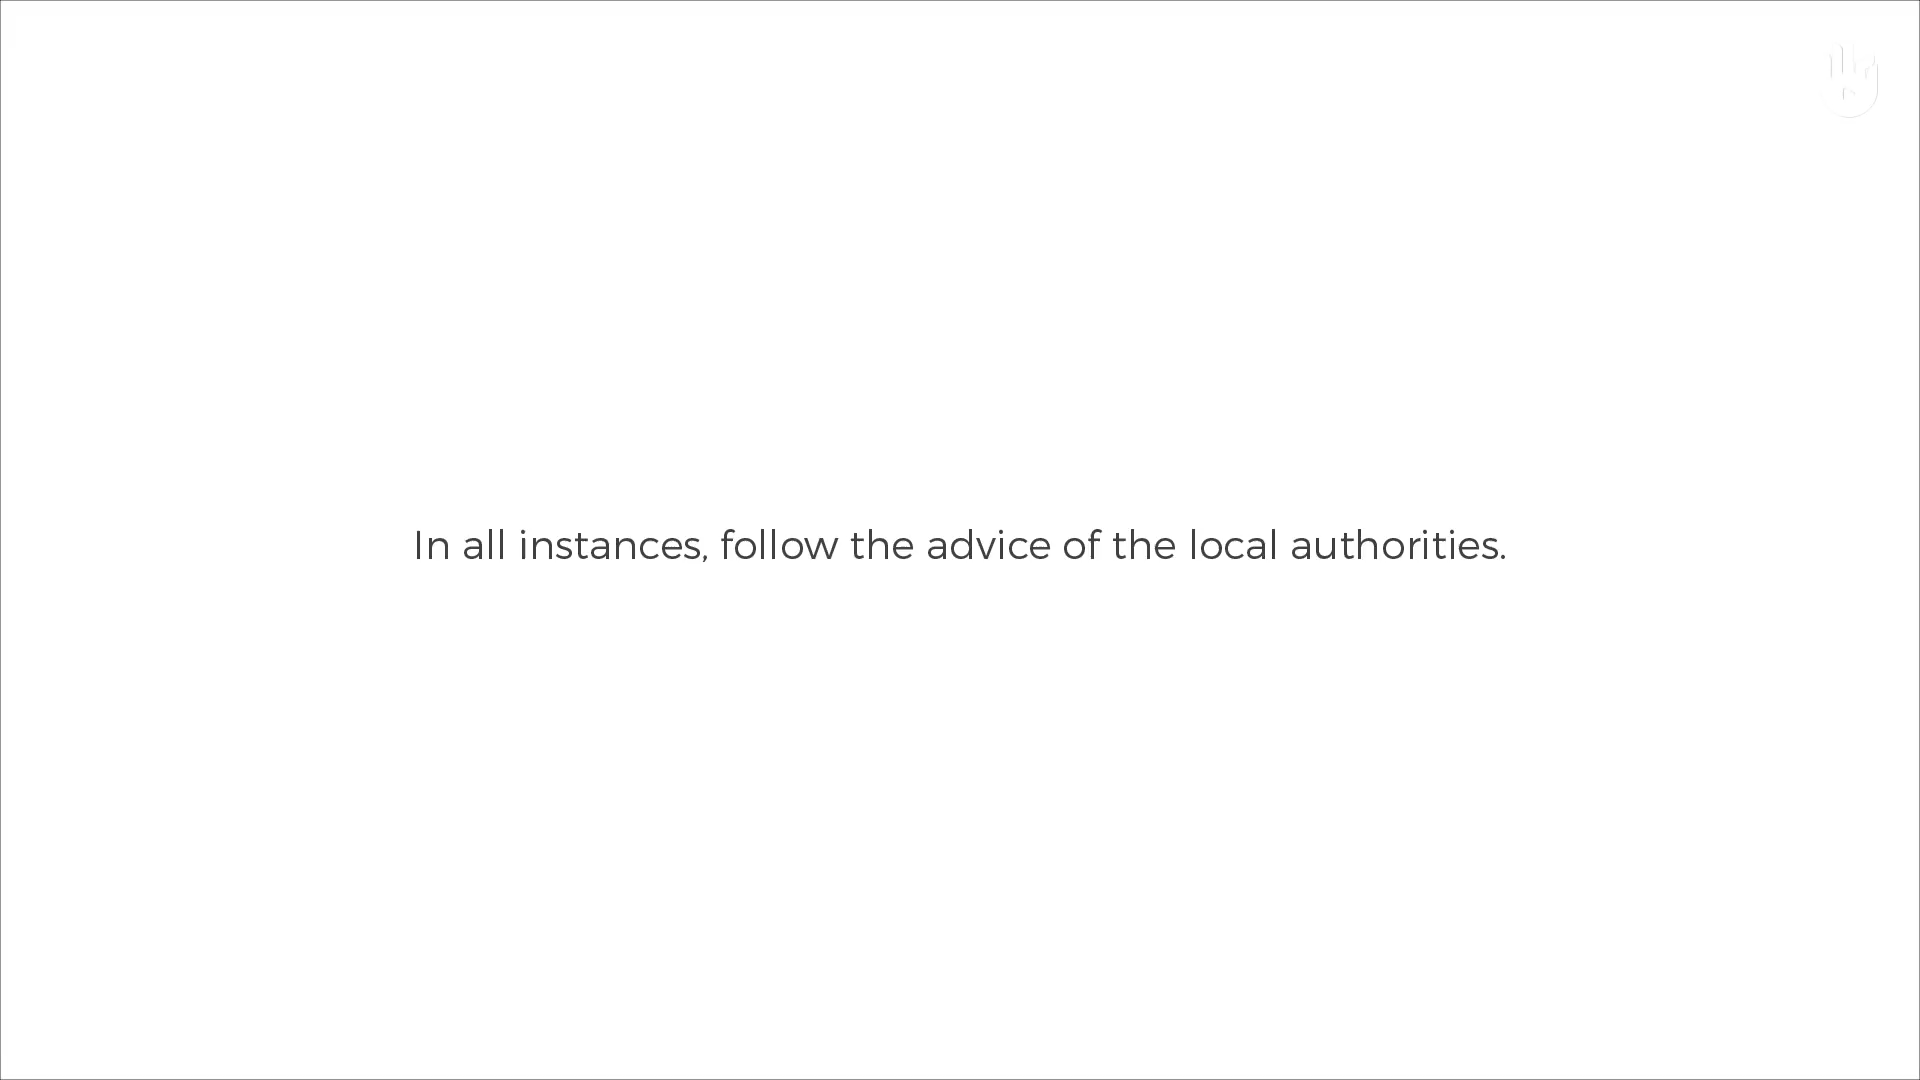 In all instances, follow the advice of the local authorities.